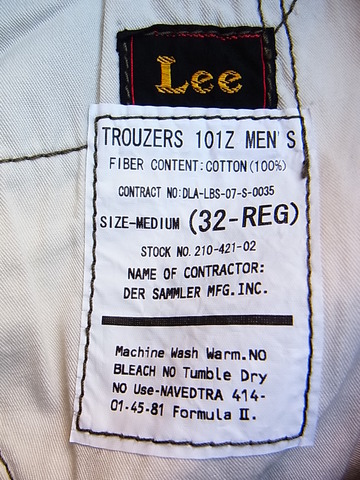 Lee
TROUZERS 101Z MEN'S
FIBER CONTENT:COTTON(100%)
CONTRACT NO:DLA-LBS-07-S-0035
SIZE-MEDIUM (32-REG)
STOCK NO.210-421-02
NAME OF CONTRACTOR:
DER SAMMLER MFG.INC.
Machine Wash Warm.NO
BLEACH NO Tumble Dry
NO Use-NAVEDTRA 414-
01-45-81 Formula II.